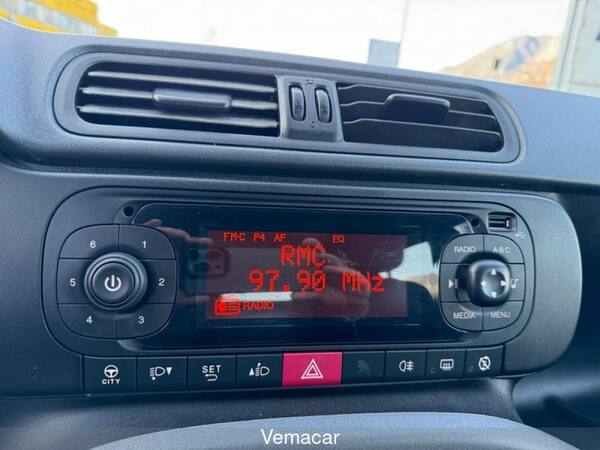 FM-C P4 AF EQ
RMC
97.90 MHz
RADIO
6 1
5 2
4 3
RADIO A-B-C
MEDIA MENU
CITY
SET
Vemacar